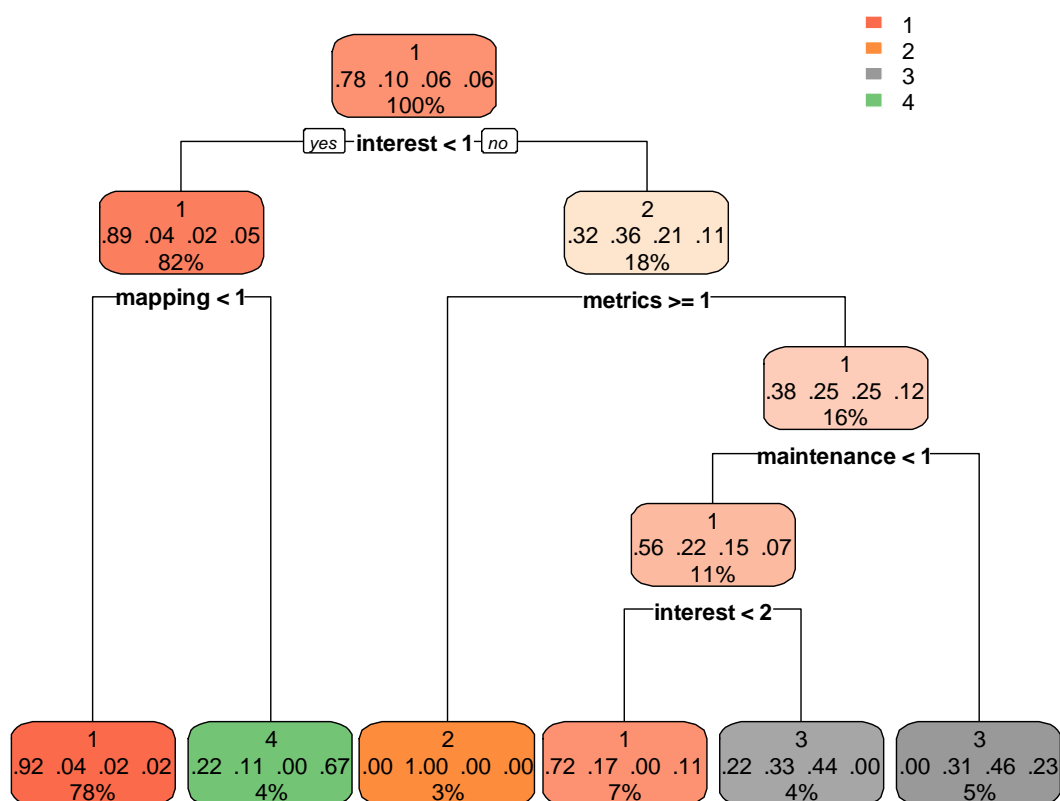 1
2
3
4
1
.78 .10 .06 .06
100%
yes interest < 1 no
1
.89 .04 .02 .05
82%
2
.32 .36 .21 .11
18%
mapping < 1
metrics >= 1
1
.38 .25 .25 .12
16%
maintenance < 1
1
.56 .22 .15 .07
11%
interest < 2
1
.92 .04 .02 .02
78%
4
.22 .11 .00 .67
4%
2
.00 1.00 .00 .00
3%
1
.72 .17 .00 .11
7%
3
.22 .33 .44 .00
4%
3
.00 .31 .46 .23
5%